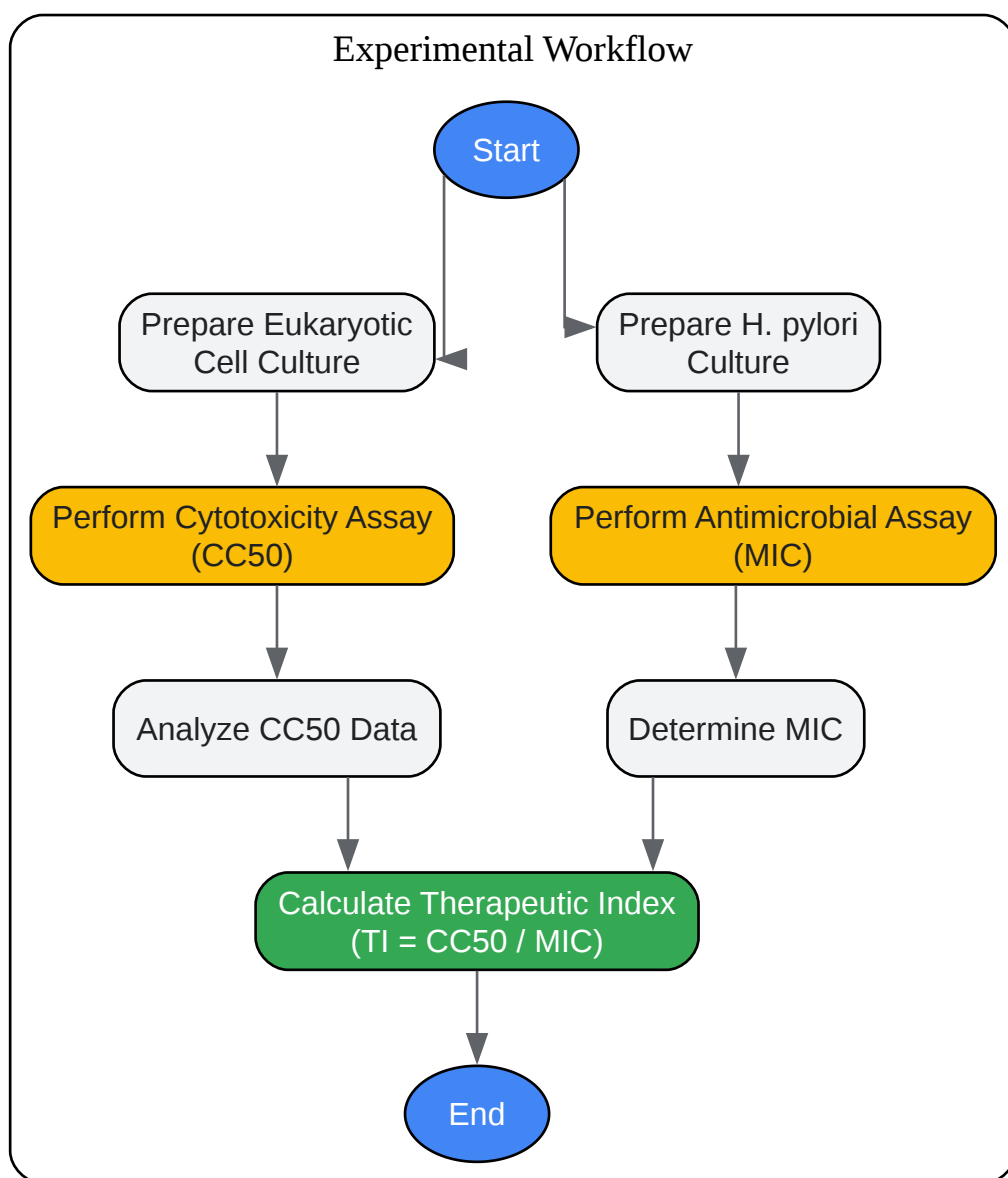 Experimental Workflow
Start
Prepare Eukaryotic
Cell Culture
Prepare H. pylori
Culture
Perform Cytotoxicity Assay
(CC50)
Perform Antimicrobial Assay
(MIC)
Analyze CC50 Data
Determine MIC
Calculate Therapeutic Index
(TI = CC50 / MIC)
End